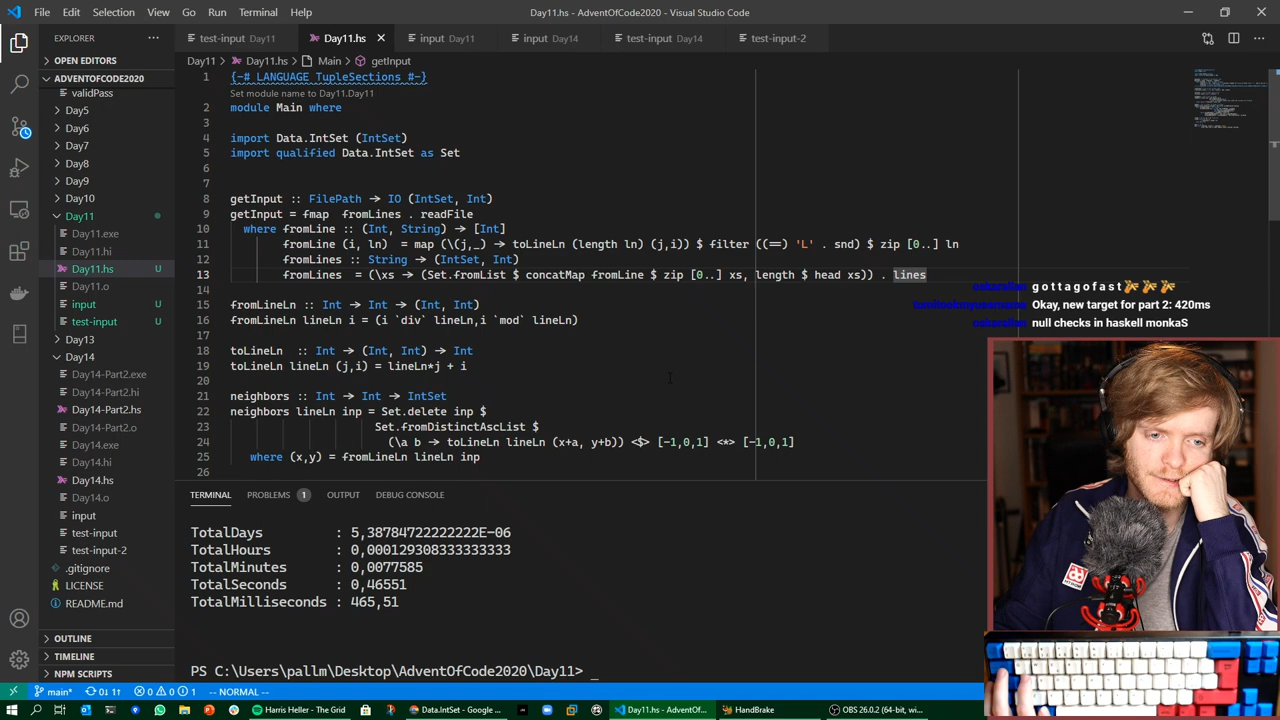 File Edit Selection View Go Run Terminal Help
Day11.hs - AdventOfCode2020 - Visual Studio Code
EXPLORER
test-input Day11
Day11.hs
input Day11
input Day14
test-input Day14
test-input-2
Day11 > Day11.hs > Main > getInput
OPEN EDITORS
ADVENTOFCODE2020
validPass
Day5
Day6
Day7
Day8
Day9
Day10
Day11
Day11.exe
Day11.hi
Day11.hs U
Day11.o
input U
test-input U
Day13
Day14
Day14-Part2.exe
Day14-Part2.hi
Day14-Part2.hs
Day14-Part2.o
Day14.exe
Day14.hi
Day14.hs
Day14.o
input
test-input
test-input-2
.gitignore
LICENSE
README.md
OUTLINE
TIMELINE
NPM SCRIPTS
1 {-# LANGUAGE TupleSections #-}
Set module name to Day11.Day11
2 module Main where
3
4 import Data.IntSet (IntSet)
5 import qualified Data.IntSet as Set
6
7
8 getInput :: FilePath → IO (IntSet, Int)
9 getInput = fmap fromLines . readFile
10 where fromLine :: (Int, String) → [Int]
11 fromLine (i, ln) = map (\(j,_) → toLineLn (length ln) (j,i)) $ filter ((==) 'L' . snd) $ zip [0..] ln
12 fromLines :: String → (IntSet, Int)
13 fromLines = (\xs → (Set.fromList $ concatMap fromLine $ zip [0..] xs, length $ head xs)) . lines
14
15 fromLineLn :: Int → Int → (Int, Int)
16 fromLineLn lineLn i = (i `div` lineLn,i `mod` lineLn)
17
18 toLineLn :: Int → (Int, Int) → Int
19 toLineLn lineLn (j,i) = lineLn*j + i
20
21 neighbors :: Int → Int → IntSet
22 neighbors lineLn inp = Set.delete inp $
23 Set.fromDistinctAscList $
24 (\a b → toLineLn lineLn (x+a, y+b)) <$> [-1,0,1] <*> [-1,0,1]
25 where (x,y) = fromLineLn lineLn inp
26
g o t t a g o f a s t
Okay, new target for part 2: 420ms
null checks in haskell monkaS
TERMINAL PROBLEMS 1 OUTPUT DEBUG CONSOLE
TotalDays : 5,38784722222222E-06
TotalHours : 0,000129308333333333
TotalMinutes : 0,0077585
TotalSeconds : 0,46551
TotalMilliseconds : 465,51
PS C:\Users\pallm\Desktop\AdventOfCode2020\Day11> _
main* 0↓ 1↑ 0 0 1 -- NORMAL --
Harris Heller - The Grid
Data.IntSet - Google ...
Day11.hs - AdventOf...
HandBrake
OBS 26.0.2 (64-bit, wi...